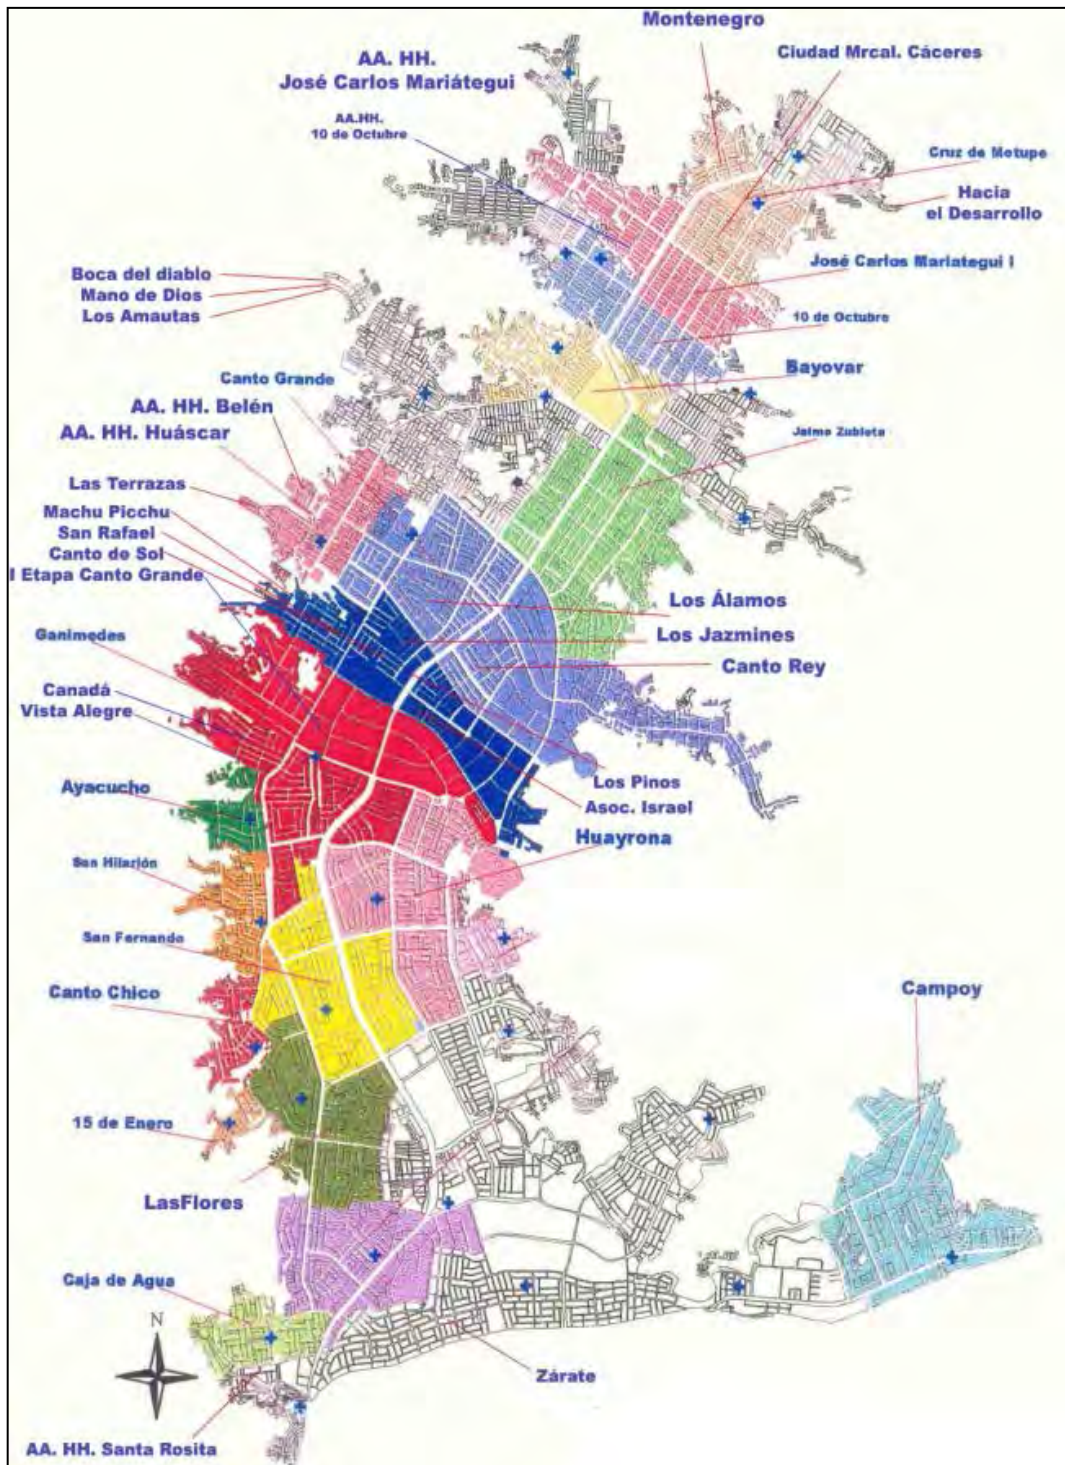 Montenegro
Ciudad Mrcal. Cáceres
AA. HH.
José Carlos Mariátegui
AA.HH.
10 de Octubre
Cruz de Motupe
Hacia
el Desarrollo
José Carlos Mariategui I
Boca del diablo
Mano de Dios
Los Amautas
10 de Octubre
Bayovar
Canto Grande
AA. HH. Belén
AA. HH. Huáscar
Jaime Zubieta
Las Terrazas
Machu Picchu
San Rafael
Canto de Sol
I Etapa Canto Grande
Los Álamos
Los Jazmines
Canto Rey
Ganimedes
Canadá
Vista Alegre
Los Pinos
Asoc. Israel
Ayacucho
Huayrona
San Hilarión
San Fernando
Canto Chico
Campoy
15 de Enero
LasFlores
Caja de Agua
N
Zárate
AA. HH. Santa Rosita